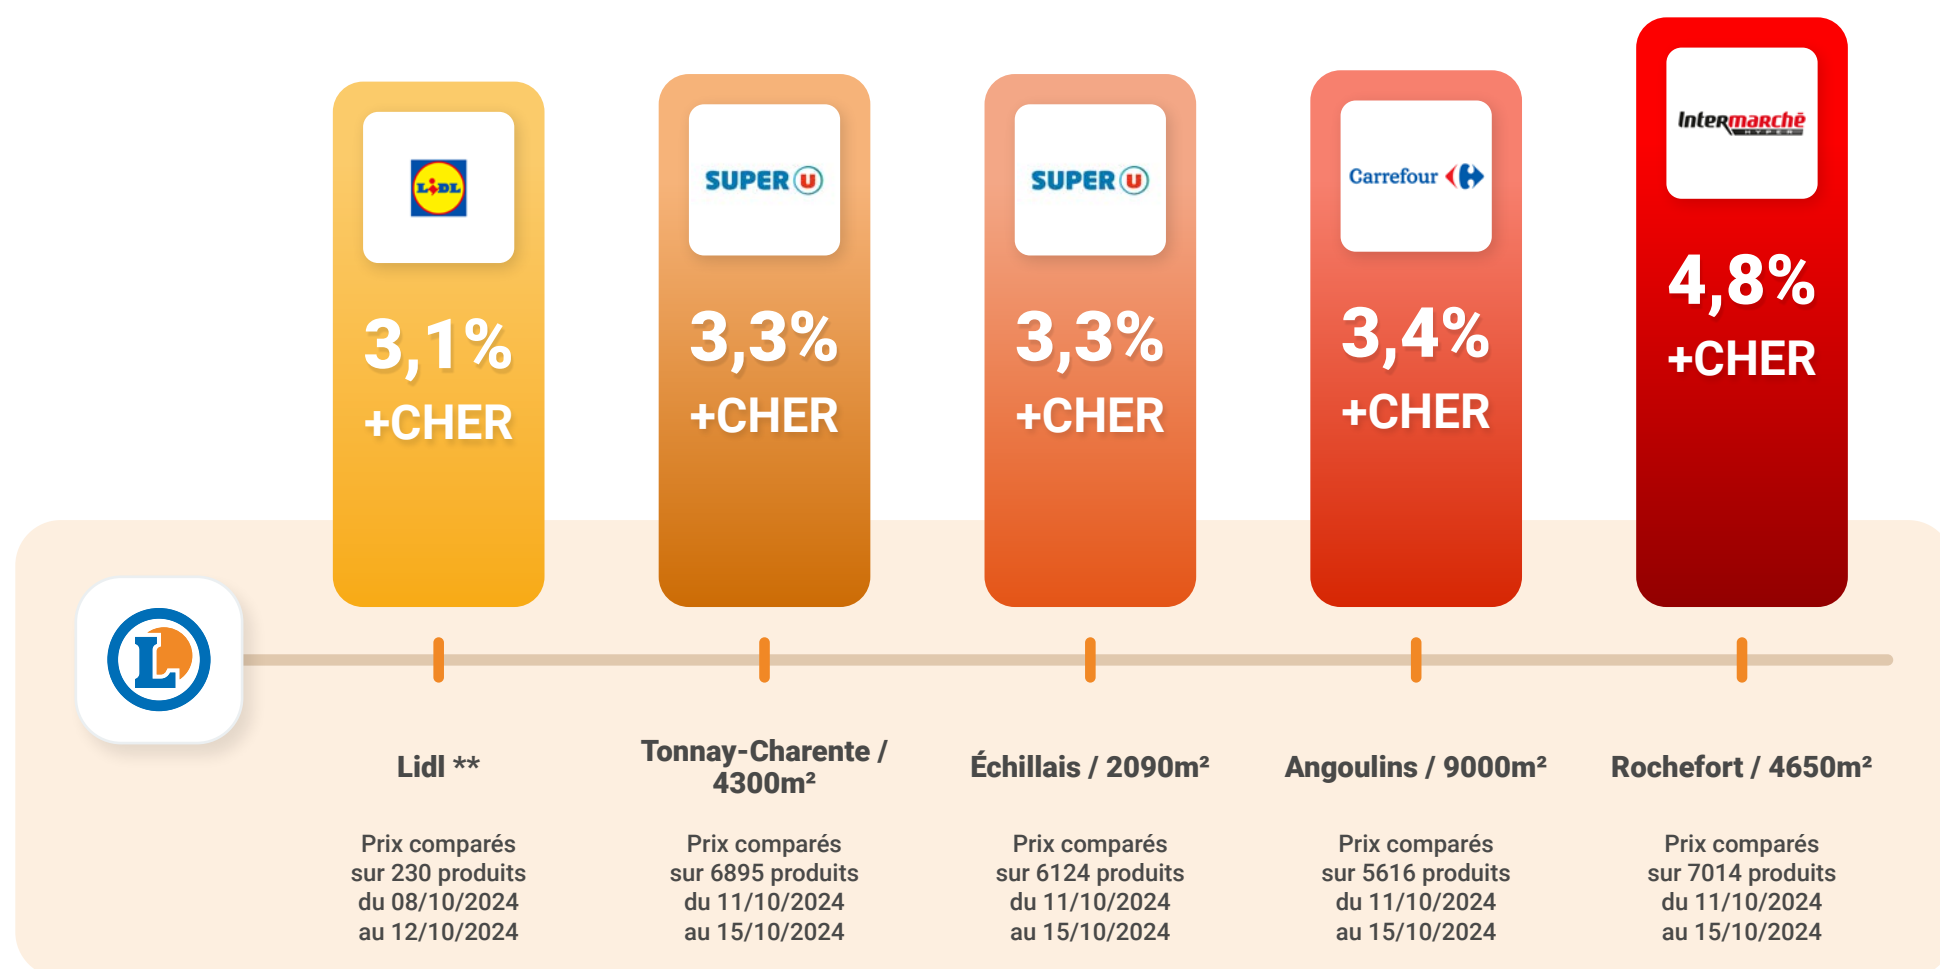 LIDL
3,1%
+CHER
SUPER U
3,3%
+CHER
SUPER U
3,3%
+CHER
Carrefour
3,4%
+CHER
Intermarchē
HYPER
4,8%
+CHER
L
Lidl **
Prix comparés
sur 230 produits
du 08/10/2024
au 12/10/2024
Tonnay-Charente /
4300m²
Prix comparés
sur 6895 produits
du 11/10/2024
au 15/10/2024
Échillais / 2090m²
Prix comparés
sur 6124 produits
du 11/10/2024
au 15/10/2024
Angoulins / 9000m²
Prix comparés
sur 5616 produits
du 11/10/2024
au 15/10/2024
Rochefort / 4650m²
Prix comparés
sur 7014 produits
du 11/10/2024
au 15/10/2024